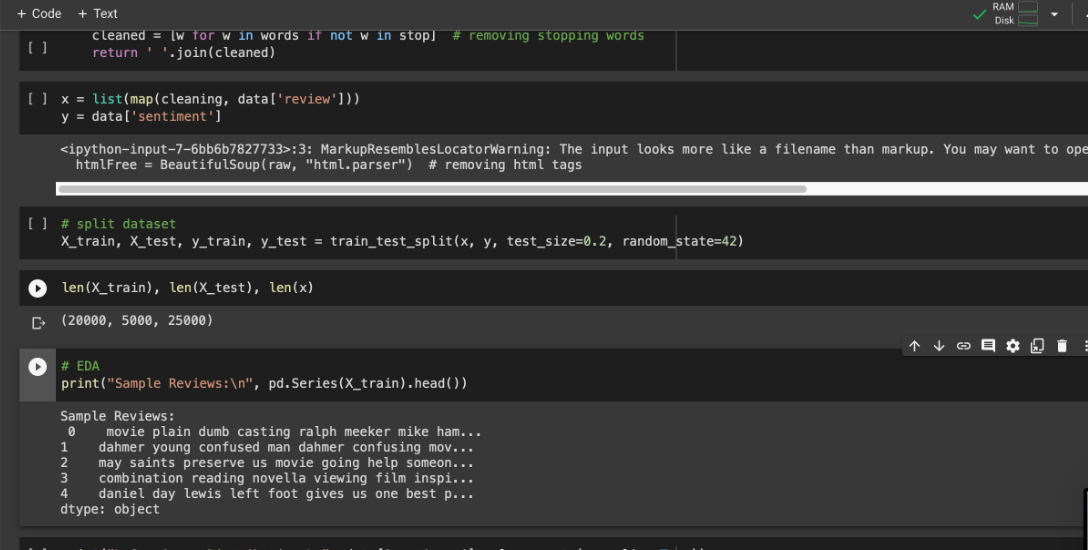 + Code + Text
RAM
Disk
cleaned = [w for w in words if not w in stop]  # removing stopping words
[ ]
return ' '.join(cleaned)
[ ] x = list(map(cleaning, data['review']))
y = data['sentiment']
<ipython-input-7-6bb6b7827733>:3: MarkupResemblesLocatorWarning: The input looks more like a filename than markup. You may want to ope
htmlFree = BeautifulSoup(raw, "html.parser")  # removing html tags
[ ] # split dataset
X_train, X_test, y_train, y_test = train_test_split(x, y, test_size=0.2, random_state=42)
len(X_train), len(X_test), len(x)
(20000, 5000, 25000)
# EDA
print("Sample Reviews:\n", pd.Series(X_train).head())
Sample Reviews:
0    movie plain dumb casting ralph meeker mike ham...
1    dahmer young confused man dahmer confusing mov...
2    may saints preserve us movie going help someon...
3    combination reading novella viewing film inspi...
4    daniel day lewis left foot gives us one best p...
dtype: object